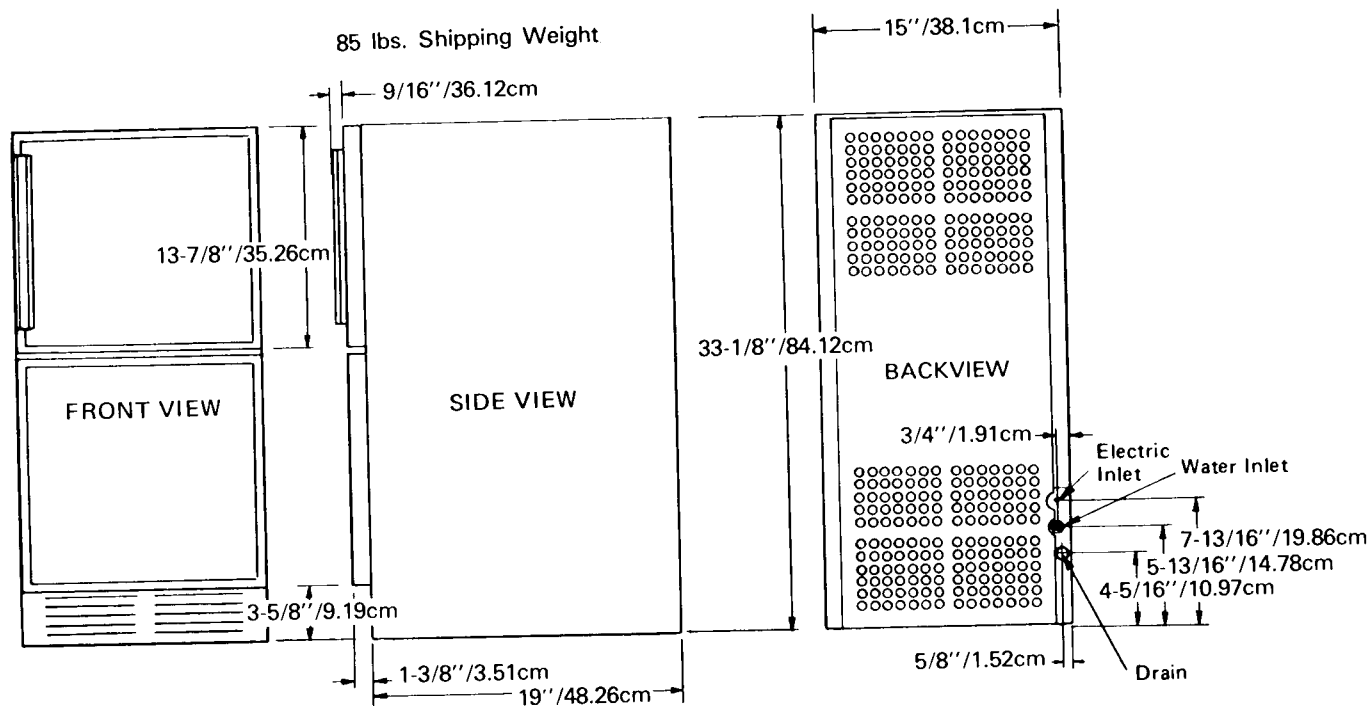 85 lbs. Shipping Weight
9/16''/36.12cm
15''/38.1cm
13-7/8''/35.26cm
33-1/8''/84.12cm
FRONT VIEW
SIDE VIEW
BACKVIEW
3/4''/1.91cm
Electric
Inlet
Water Inlet
7-13/16''/19.86cm
5-13/16''/14.78cm
4-5/16''/10.97cm
3-5/8''/9.19cm
5/8''/1.52cm
Drain
1-3/8''/3.51cm
19''/48.26cm